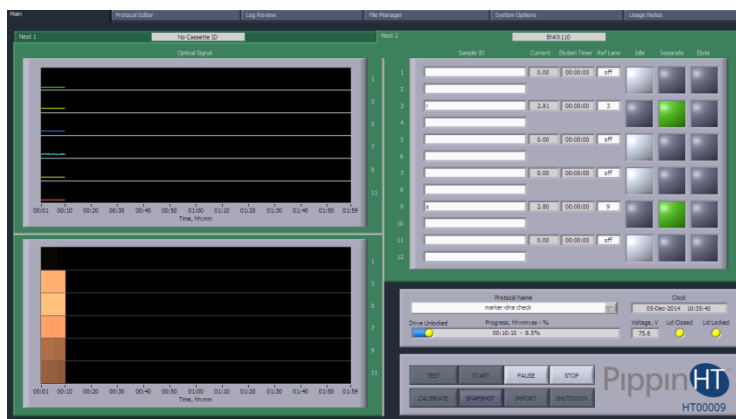 Main Protocol Editor Log Review File Manager System Options Usage Notes
Nest 1 No Cassette ID
Optical Signal
1
3
5
7
9
11
00:01 00:10 00:20 00:30 00:40 00:50 01:00 01:10 01:20 01:30 01:40 01:50 01:59
Time, hh:mm
1
3
5
7
9
11
00:01 00:10 00:20 00:30 00:40 00:50 01:00 01:10 01:20 01:30 01:40 01:50 01:59
Time, hh:mm
Nest 2
Sample ID Current Elution Timer Ref Lane Idle Separate Elute
1 0.00 00:00:00 off
2
3 r 2.81 00:00:00 3
4
5 0.00 00:00:00 off
6
7 0.00 00:00:00 off
8
9 s 2.80 00:00:00 9
10
11 0.00 00:00:00 off
12
Protocol Name Clock
marker-dna check 05-Dec-2014 10:35:40
Drive Unlocked Progress, hh:mm:ss - % Voltage, V Lid Closed Lid Locked
00:10:10 - 8.5% 75.6
TEST START PAUSE STOP
CALIBRATE SNAPSHOT IMPORT SHUTDOWN
Pippin HT
HT00009